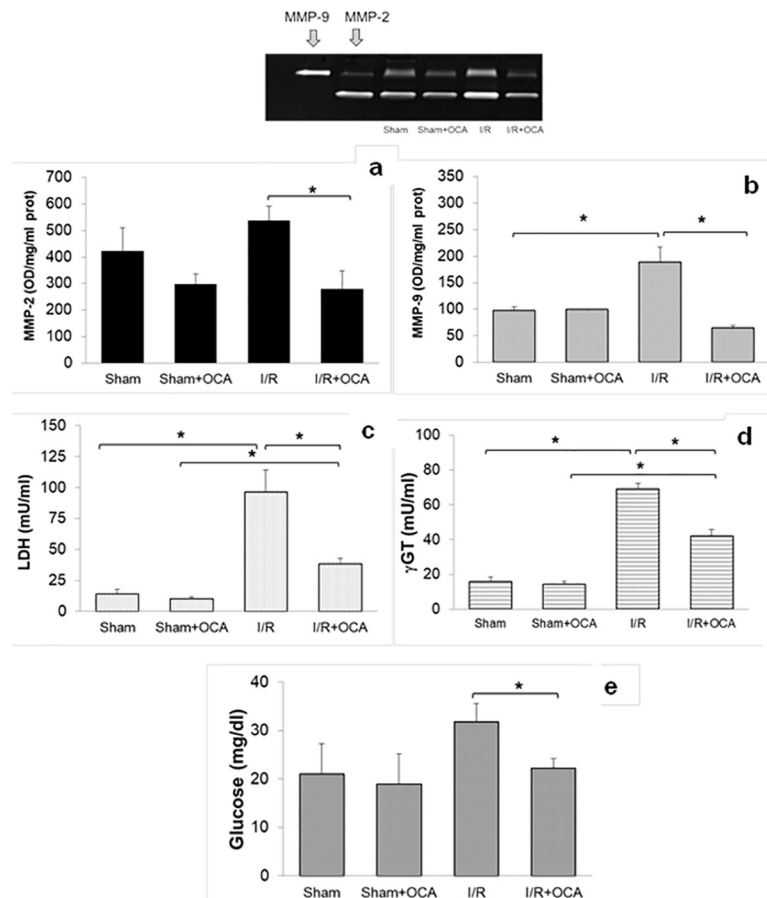 MMP-9 MMP-2
Sham Sham+OCA I/R I/R+OCA
a
MMP-2 (OD/mg/ml prot)
700
600
500
400
300
200
100
0
*
Sham Sham+OCA I/R I/R+OCA
b
MMP-9 (OD/mg/ml prot)
350
300
250
200
150
100
50
0
* *
Sham Sham+OCA I/R I/R+OCA
c
LDH (mU/ml)
150
125
100
75
50
25
0
* *
*
Sham Sham+OCA I/R I/R+OCA
d
γGT (mU/ml)
100
80
60
40
20
0
* *
*
Sham Sham+OCA I/R I/R+OCA
e
Glucose (mg/dl)
40
30
20
10
0
*
Sham Sham+OCA I/R I/R+OCA